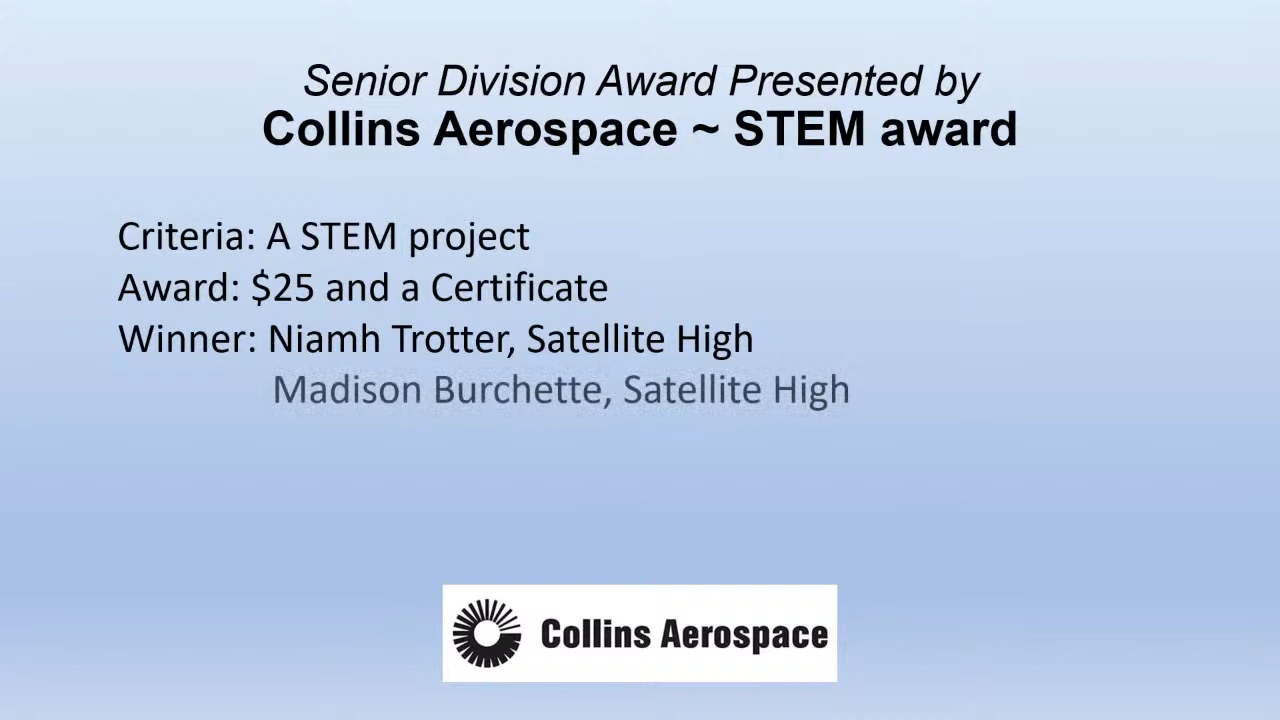 Senior Division Award Presented by
Collins Aerospace ~ STEM award
Criteria: A STEM project
Award: $25 and a Certificate
Winner: Niamh Trotter, Satellite High
Madison Burchette, Satellite High
Collins Aerospace